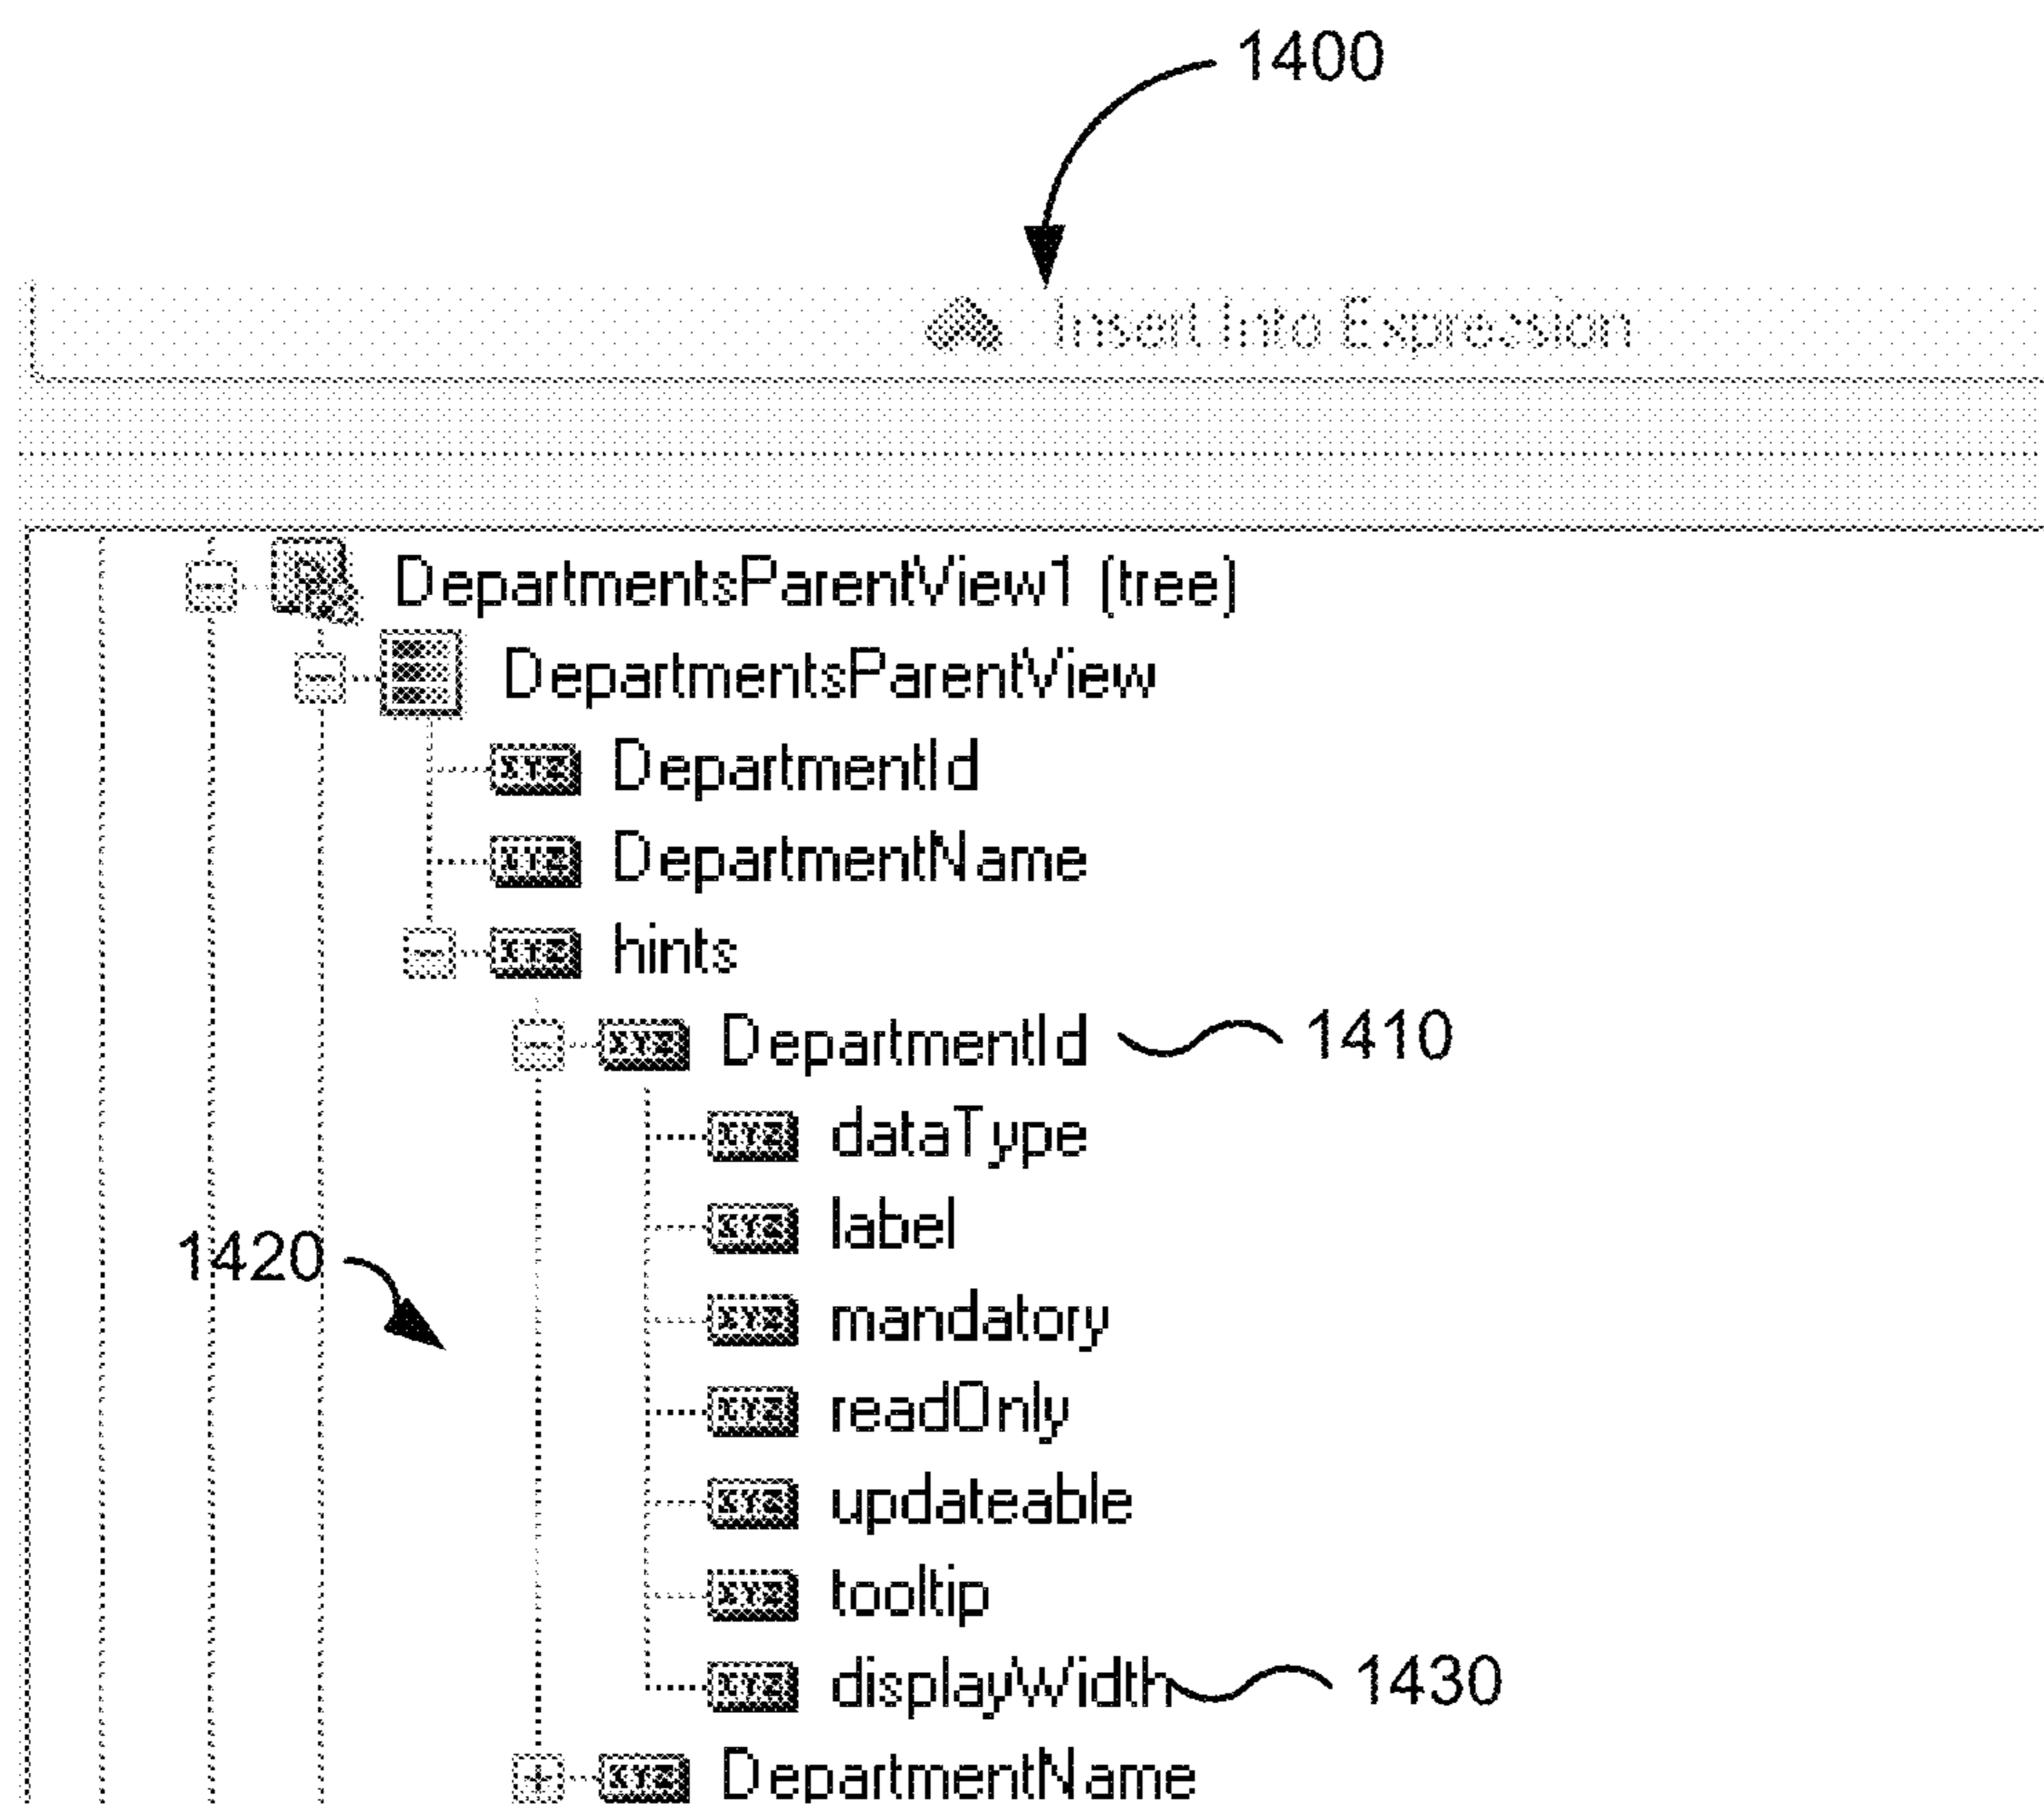 1400
Insert Into Expression
DepartmentsParentView1 (tree)
DepartmentsParentView
DepartmentId
DepartmentName
hints
DepartmentId 1410
dataType
label
1420
mandatory
readOnly
updateable
tooltip
displayWidth 1430
DepartmentName